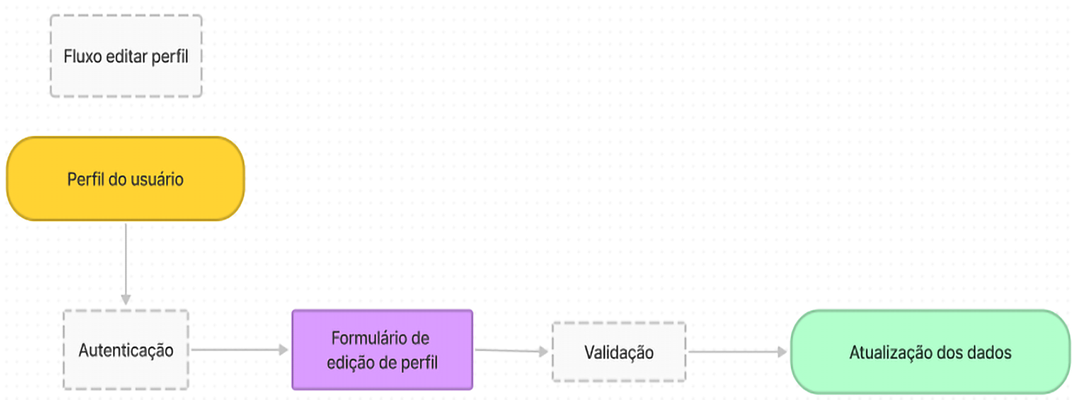 Fluxo editar perfil
Perfil do usuário
Autenticação
Formulário de
edição de perfil
Validação
Atualização dos dados